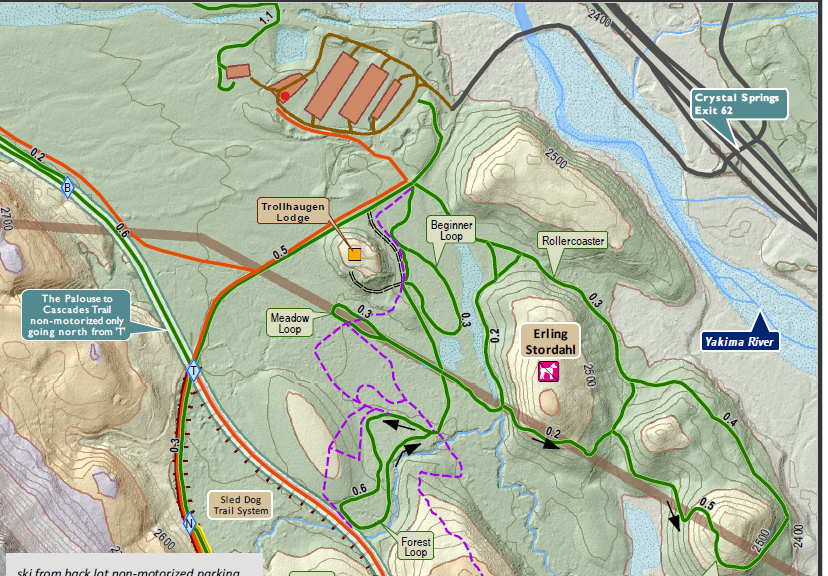 1.1
2400
Crystal Springs
Exit 62
0.2
2500
B
Trollhaugen
Lodge
2700
0.6
Beginner
Loop
Rollercoaster
0.5
The Palouse to
Cascades Trail
non-motorized only
going north from 'T'
0.3
Meadow
Loop
0.3
0.3
0.2
Erling
Stordahl
Yakima River
T
2500
0.4
0.2
0.3
0.6
0.5
Sled Dog
Trail System
N
2600
Forest
Loop
2500
2400
ski from back lot non-motorized parking